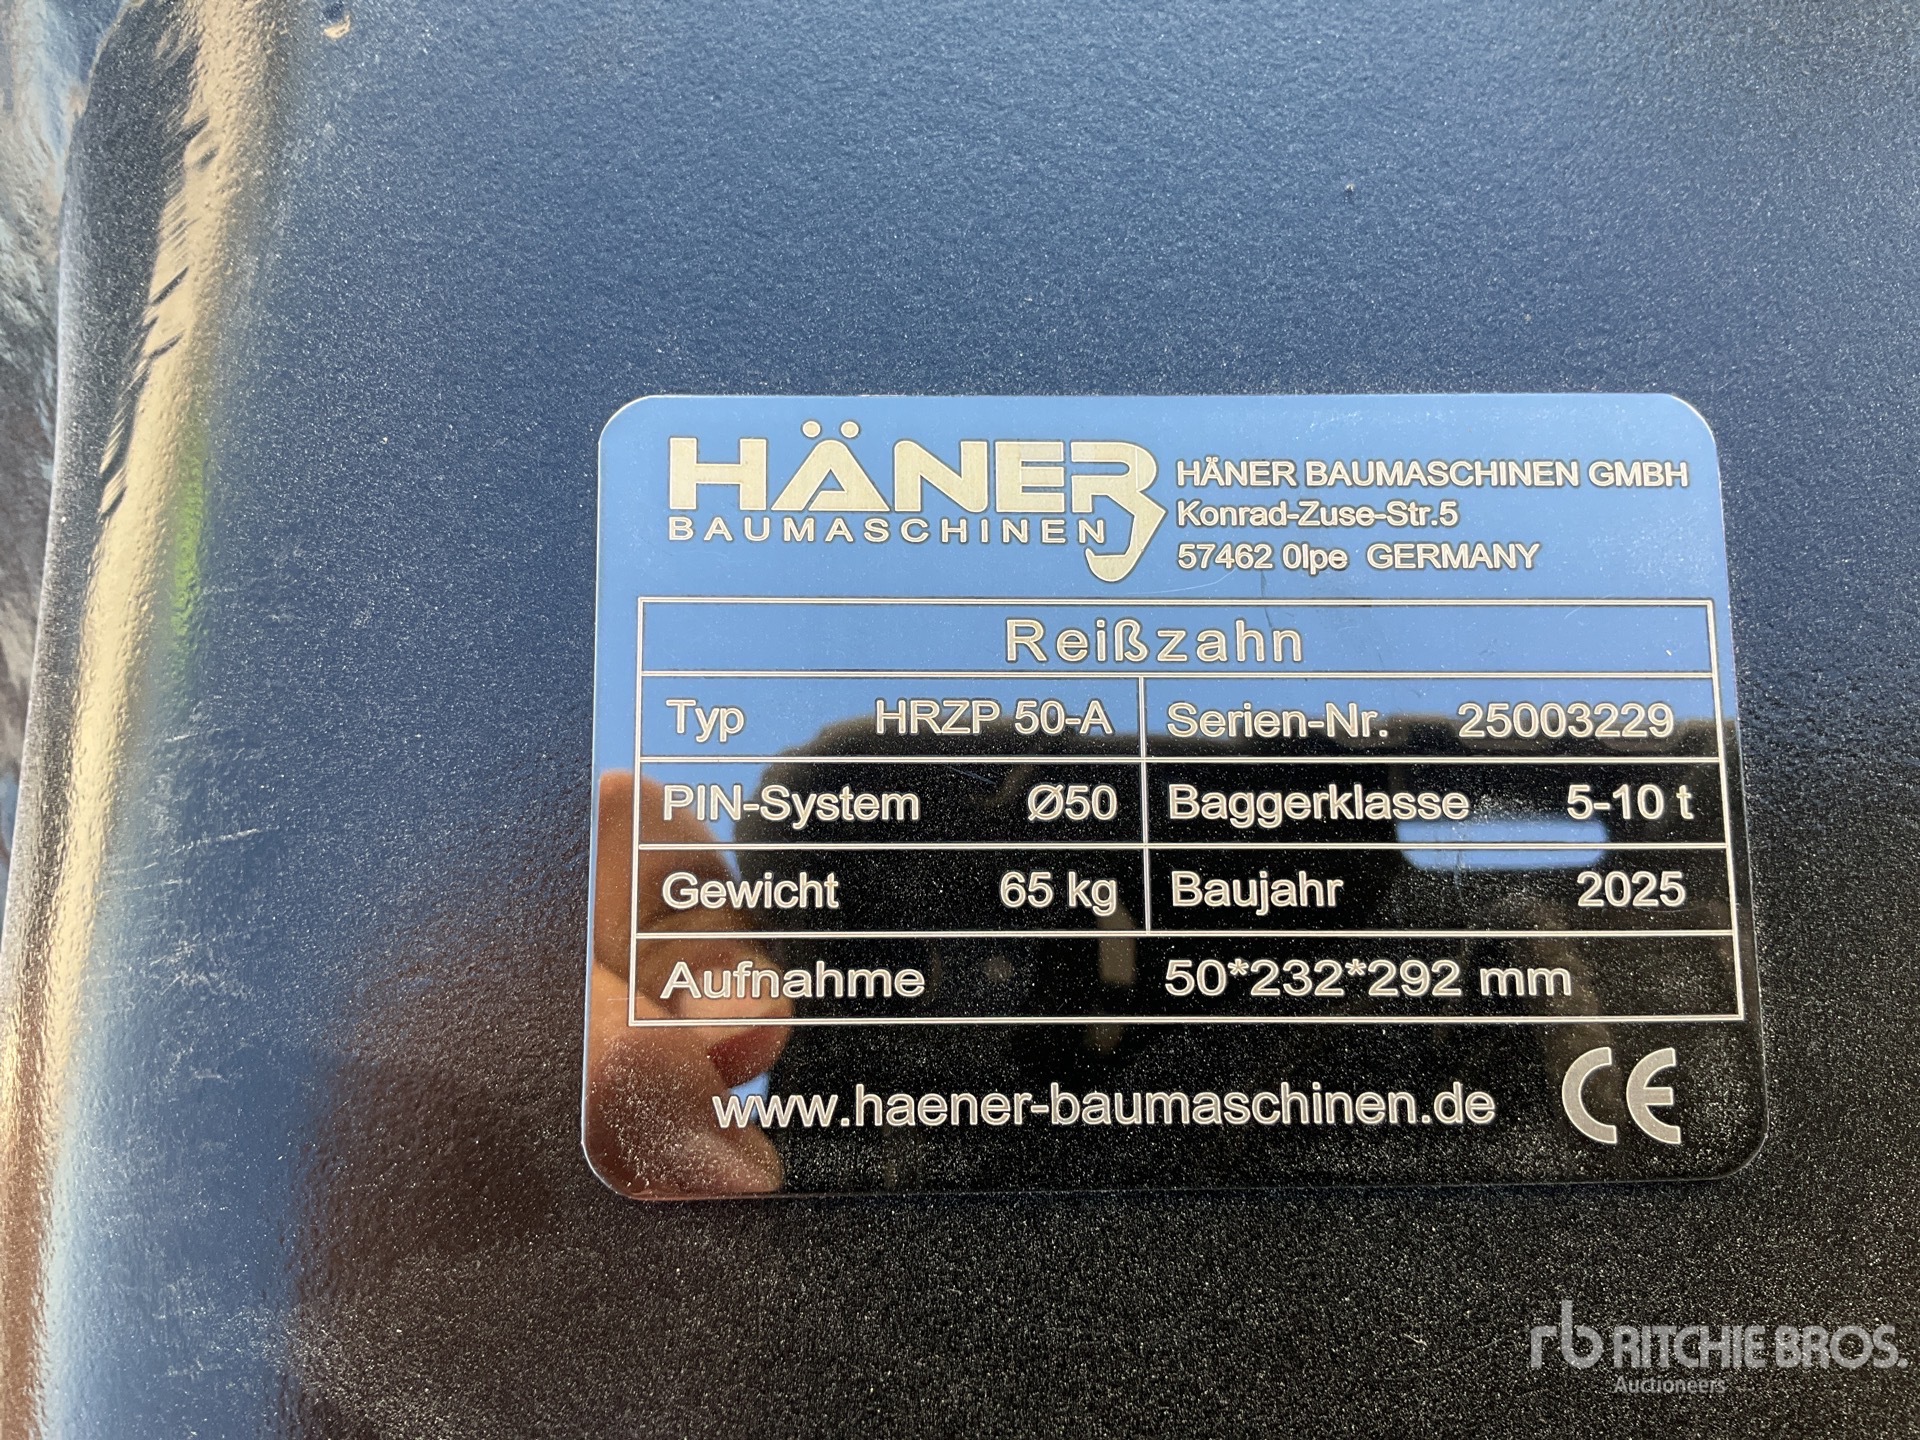 HÄNER
BAUMASCHINEN
HÄNER BAUMASCHINEN GMBH
Konrad-Zuse-Str.5
57462 Olpe GERMANY
Reißzahn
Typ HRZP 50-A Serien-Nr. 25003229
PIN-System Ø50 Baggerklasse 5-10 t
Gewicht 65 kg Baujahr 2025
Aufnahme 50*232*292 mm
www.haener-baumaschinen.de CE
rb RITCHIE BROS.
Auctioneers